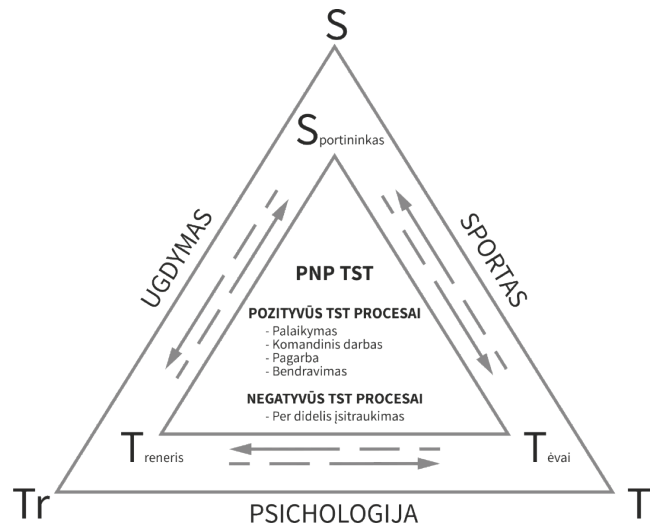 S
Sportininkas
UGDYMAS
SPORTAS
PNP TST
POZITYVŪS TST PROCESAI
- Palaikymas
- Komandinis darbas
- Pagarba
- Bendravimas
NEGATYVŪS TST PROCESAI
- Per didelis įsitraukimas
Treneris
Tėvai
Tr
T
PSICHOLOGIJA